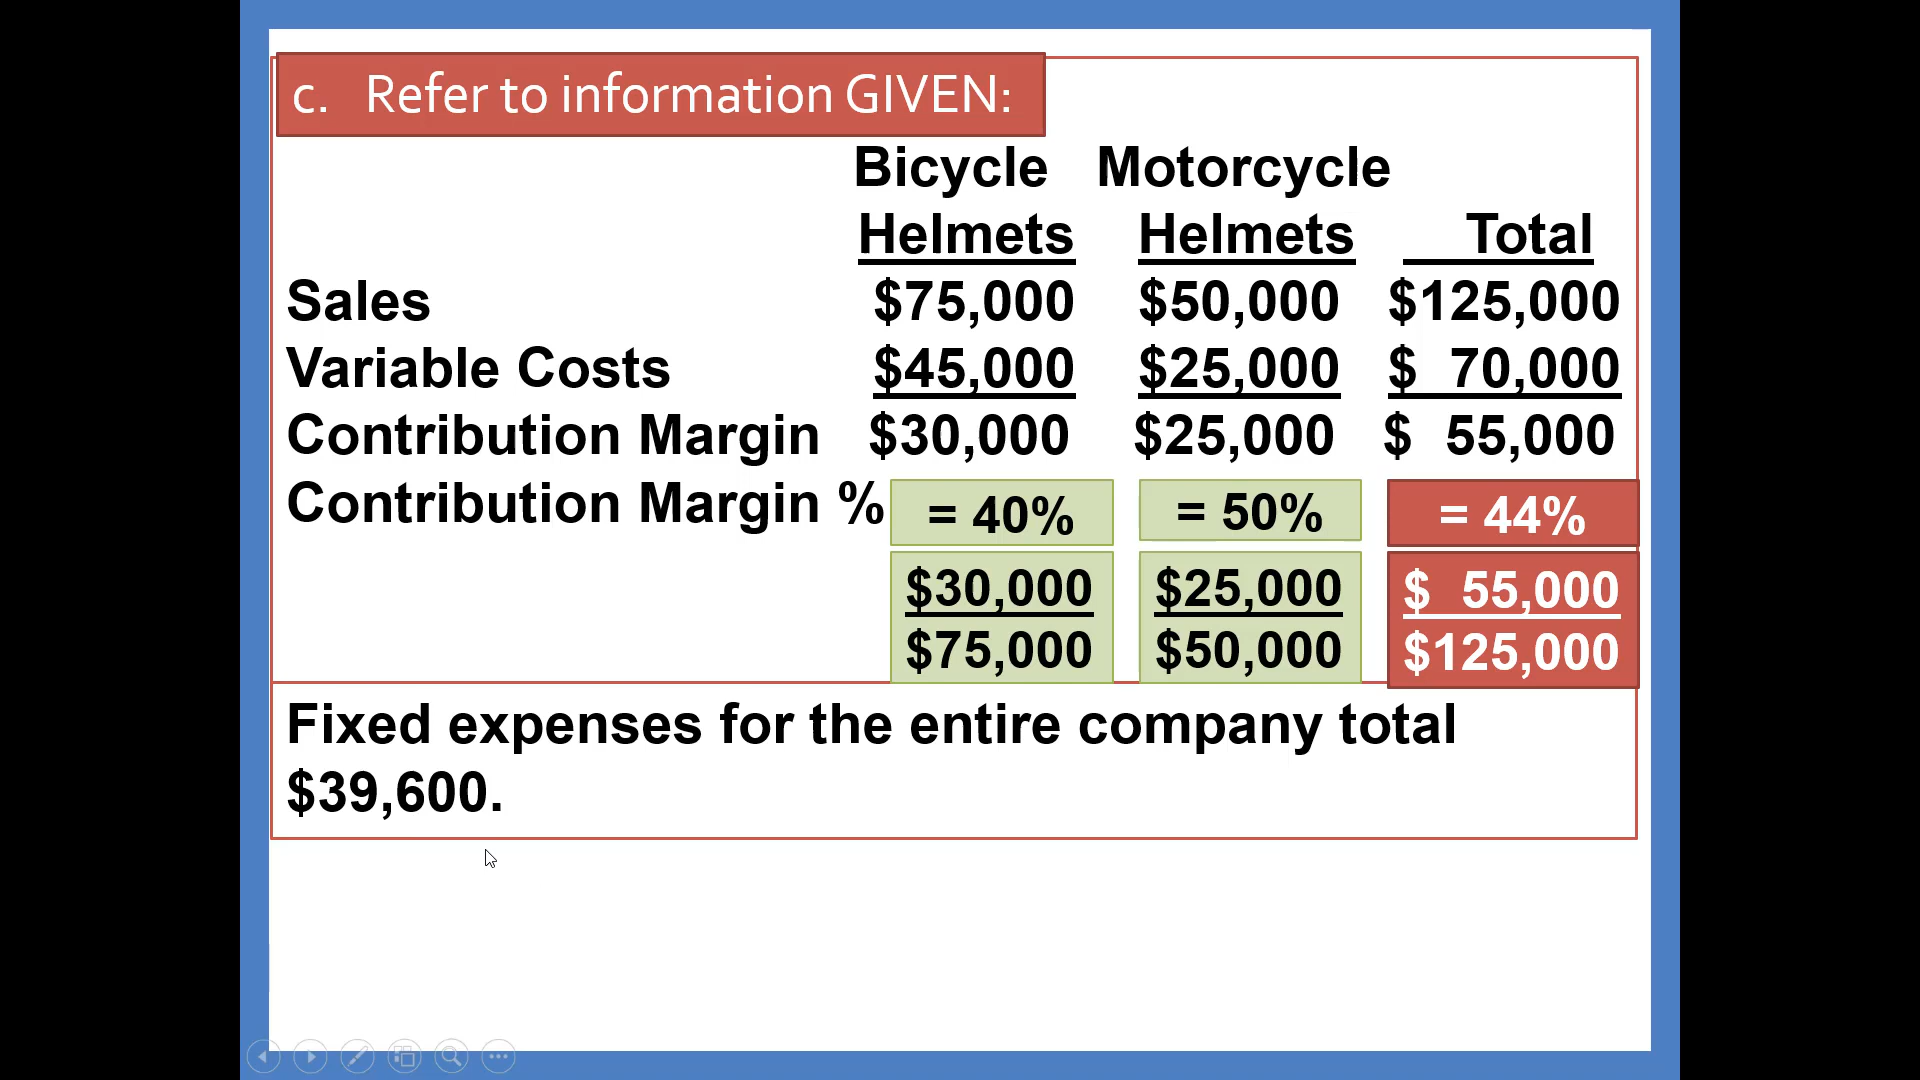 c. Refer to information GIVEN:
Bicycle Motorcycle
Helmets Helmets Total
Sales $75,000 $50,000 $125,000
Variable Costs $45,000 $25,000 $ 70,000
Contribution Margin $30,000 $25,000 $ 55,000
Contribution Margin % = 40% = 50% = 44%
$30,000 $25,000 $ 55,000
$75,000 $50,000 $125,000
Fixed expenses for the entire company total
$39,600.